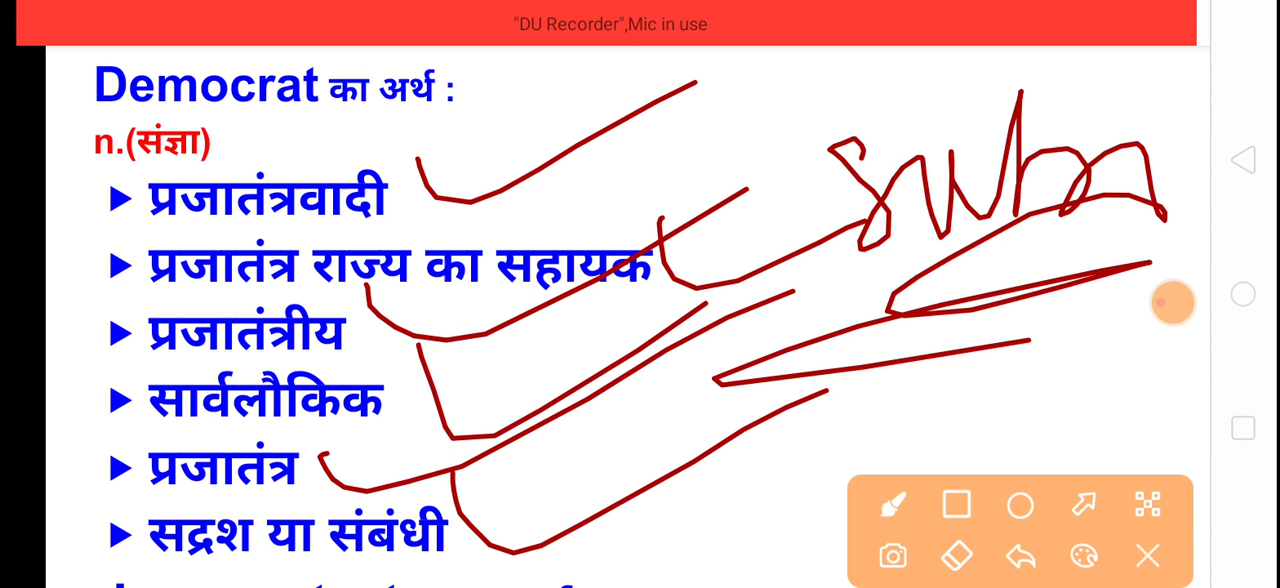 "DU Recorder",Mic in use
Democrat का अर्थ :
n.(संज्ञा)
► प्रजातंत्रवादी
► प्रजातंत्र राज्य का सहायक
► प्रजातंत्रीय
► सार्वलौकिक
► प्रजातंत्र
► सद्रश या संबंधी